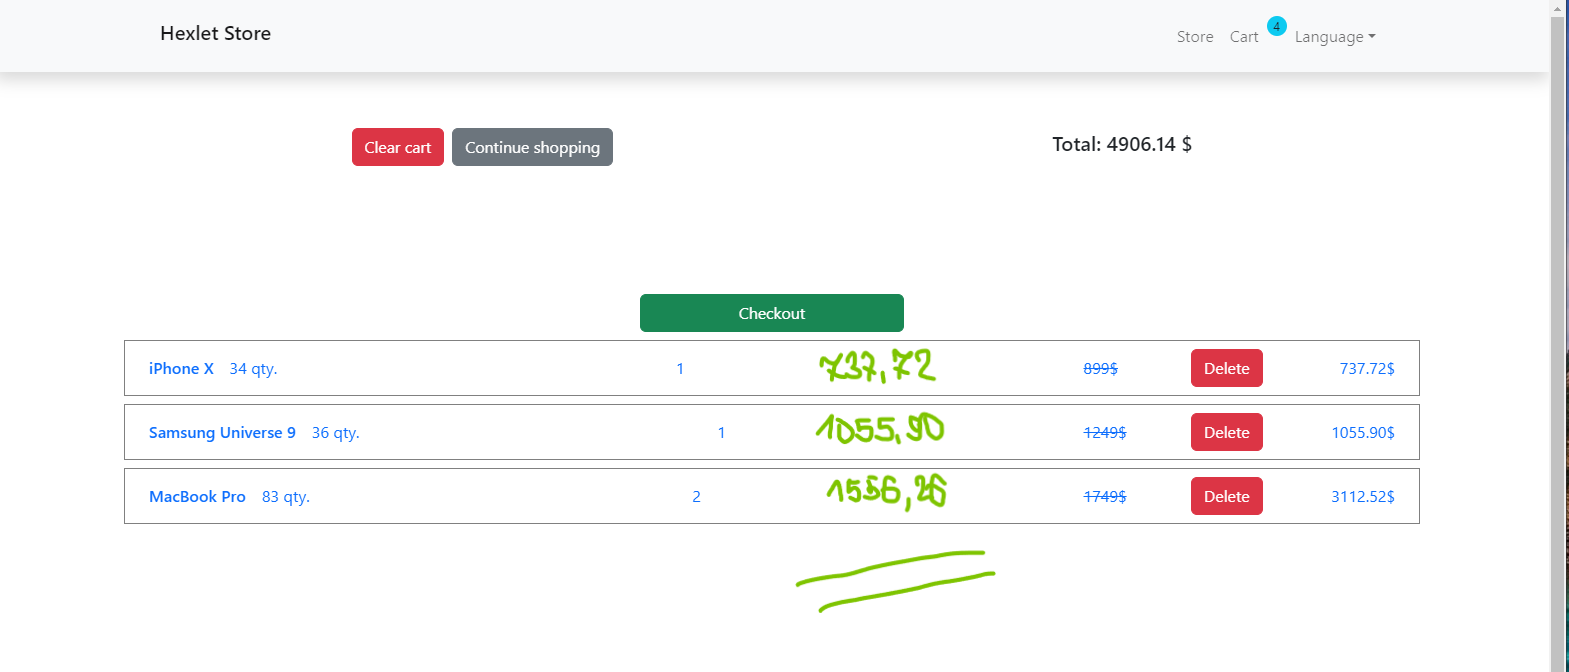 Hexlet Store Store Cart 4 Language
Clear cart Continue shopping Total: 4906.14 $
Checkout
iPhone X 34 qty. 1 737,72 899$ Delete 737.72$
Samsung Universe 9 36 qty. 1 1055,90 1249$ Delete 1055.90$
MacBook Pro 83 qty. 2 1556,26 1749$ Delete 3112.52$